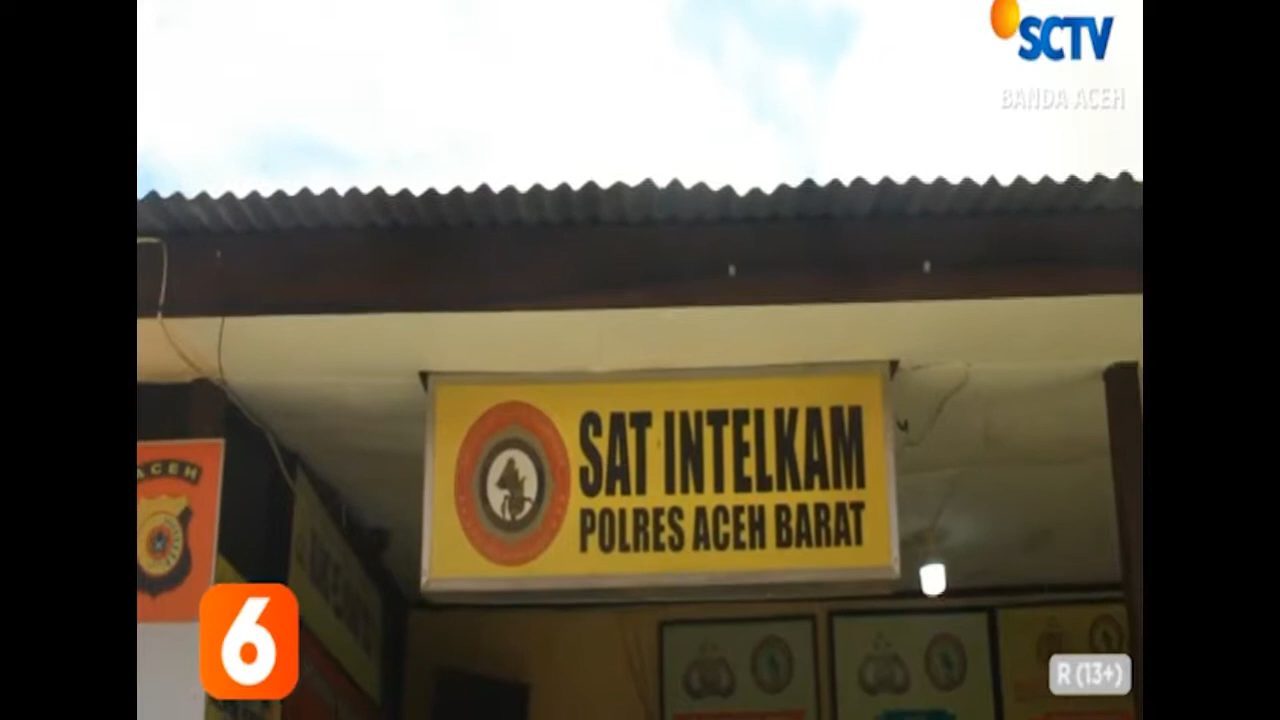 SCTV
BANDA ACEH
SAT INTELKAM
POLRES ACEH BARAT
ACEH
6
R (13+)